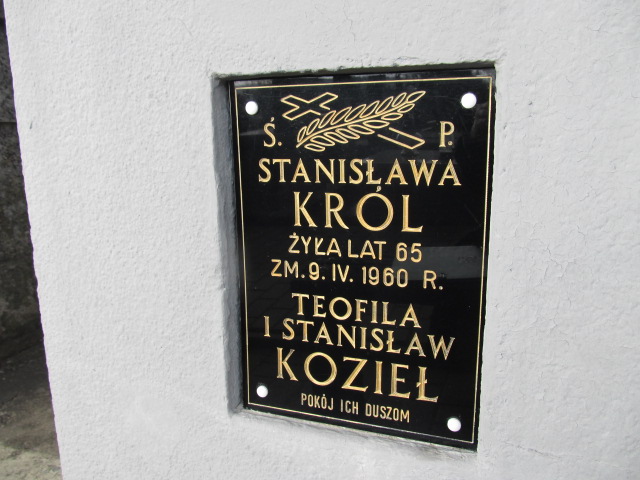 Ś. P.
STANISŁAWA
KRÓL
ŻYŁA LAT 65
ZM. 9. IV. 1960 R.
TEOFILA
I STANISŁAW
KOZIEŁ
POKÓJ ICH DUSZOM